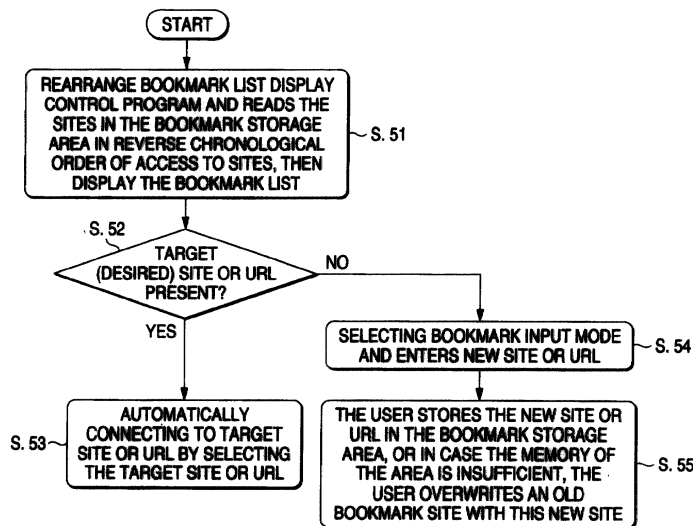 START
REARRANGE BOOKMARK LIST DISPLAY
CONTROL PROGRAM AND READS THE
SITES IN THE BOOKMARK STORAGE
AREA IN REVERSE CHRONOLOGICAL
ORDER OF ACCESS TO SITES, THEN
DISPLAY THE BOOKMARK LIST
S. 51
S. 52
TARGET
(DESIRED) SITE OR URL
PRESENT?
NO
YES
SELECTING BOOKMARK INPUT MODE
AND ENTERS NEW SITE OR URL
S. 54
S. 53
AUTOMATICALLY
CONNECTING TO TARGET
SITE OR URL BY SELECTING
THE TARGET SITE OR URL
THE USER STORES THE NEW SITE OR
URL IN THE BOOKMARK STORAGE
AREA, OR IN CASE THE MEMORY OF
THE AREA IS INSUFFICIENT, THE
USER OVERWRITES AN OLD
BOOKMARK SITE WITH THIS NEW SITE
S. 55